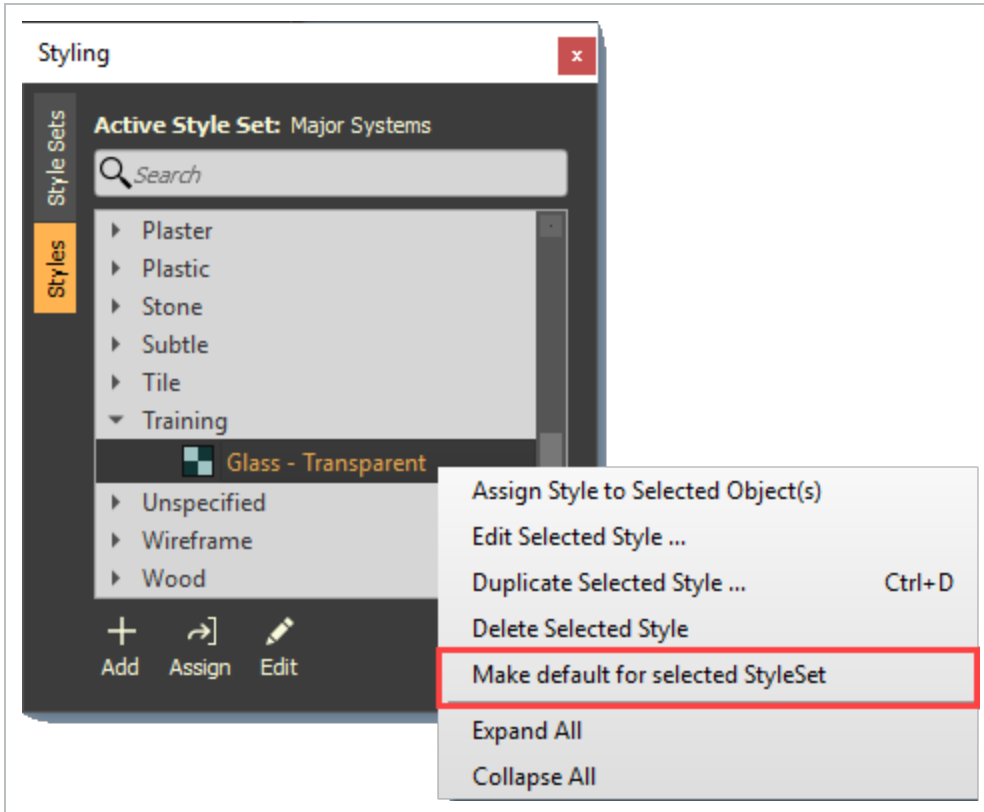 Styling
x
Style Sets
Styles
Active Style Set: Major Systems
Search
Plaster
Plastic
Stone
Subtle
Tile
Training
Glass - Transparent
Unspecified
Wireframe
Wood
Add Assign Edit
Assign Style to Selected Object(s)
Edit Selected Style ...
Duplicate Selected Style ... Ctrl+D
Delete Selected Style
Make default for selected StyleSet
Expand All
Collapse All